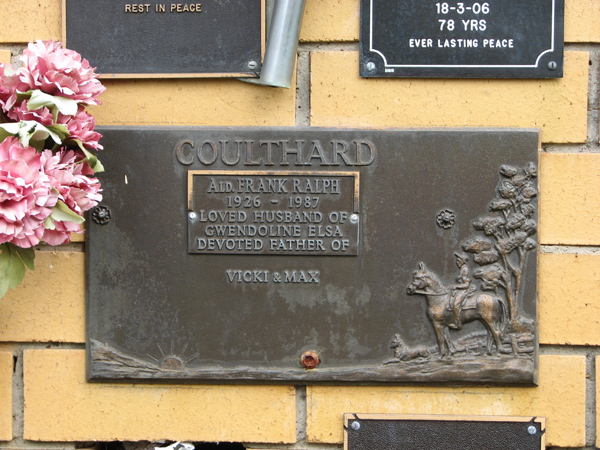 REST IN PEACE
18-3-06
78 YRS
EVER LASTING PEACE
COULTHARD
ALD. FRANK RALPH
1926 - 1987
LOVED HUSBAND OF
GWENDOLINE ELSA
DEVOTED FATHER OF
VICKI & MAX